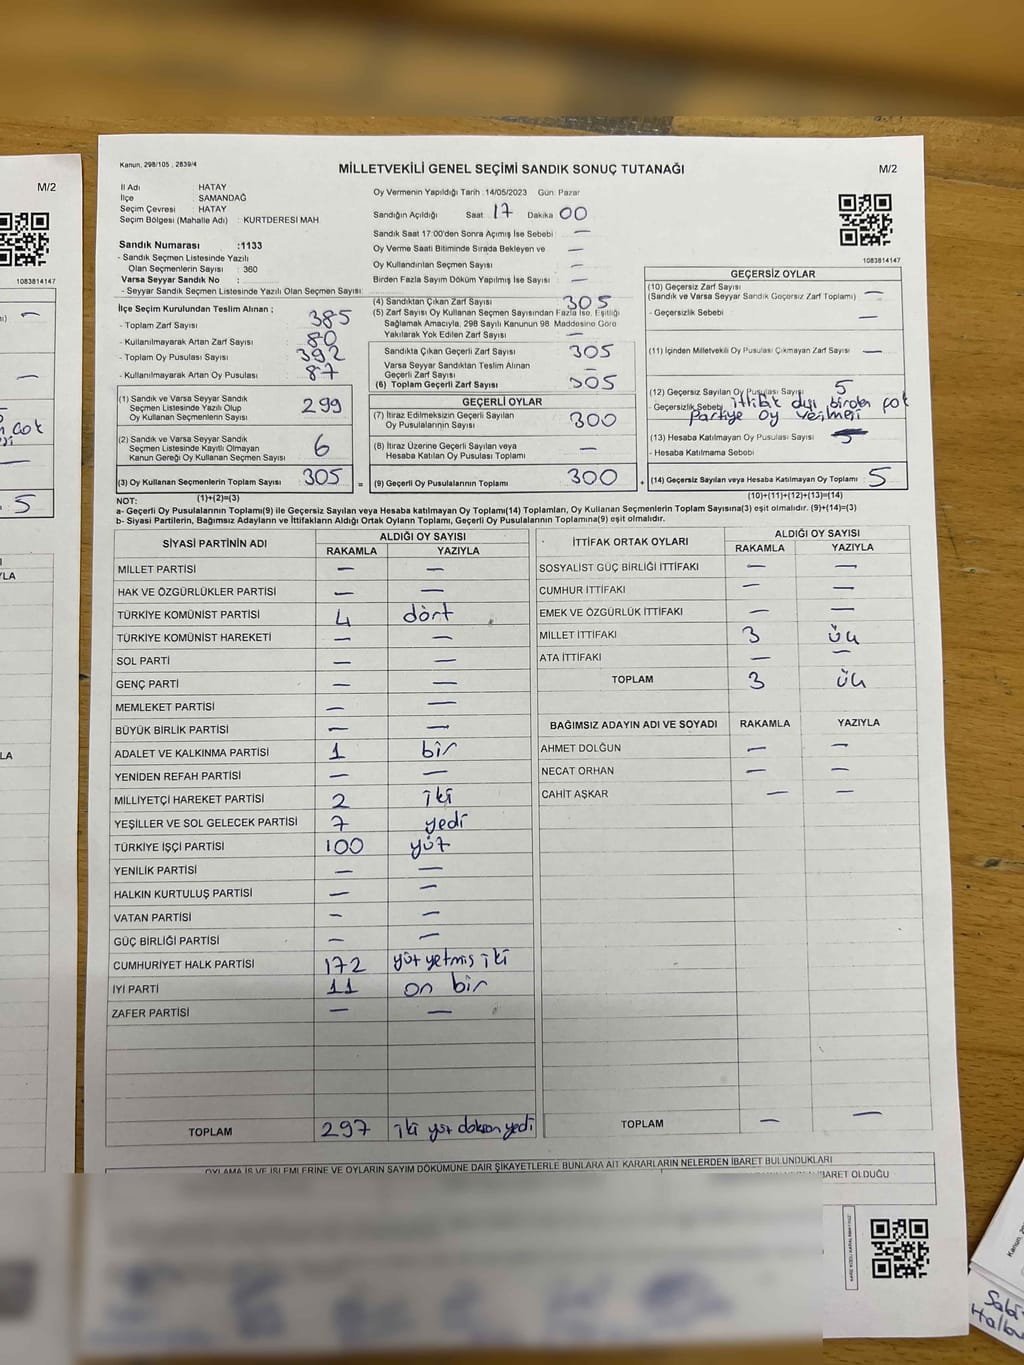 Kanun, 298/105 , 2839/4
MİLLETVEKİLİ GENEL SEÇİMİ SANDIK SONUÇ TUTANAĞI
M/2
M/2
İl Adı HATAY
İlçe SAMANDAĞ
Seçim Çevresi HATAY
Seçim Bölgesi (Mahalle Adı) : KURTDERESİ MAH.
Oy Vermenin Yapıldığı Tarih : 14/05/2023 Gün: Pazar
Sandığın Açıldığı Saat 17 Dakika 00
Sandık Saat 17:00'den Sonra Açımış İse Sebebi : —
Oy Verme Saati Bitiminde Sırada Bekleyen ve —
Oy Kullandırılan Seçmen Sayısı : —
Birden Fazla Sayım Döküm Yapılmış İse Sayısı : —
Sandık Numarası :1133
- Sandık Seçmen Listesinde Yazılı
Olan Seçmenlerin Sayısı : 360
Varsa Seyyar Sandık No :
- Seyyar Sandık Seçmen Listesinde Yazılı Olan Seçmen Sayısı:
1083814147
1083814147
İlçe Seçim Kurulundan Teslim Alınan ;
- Toplam Zarf Sayısı 385
- Kullanılmayarak Artan Zarf Sayısı : 80
- Toplam Oy Pusulası Sayısı : 392
- Kullanılmayarak Artan Oy Pusulası : 87
(1) Sandık ve Varsa Seyyar Sandık
Seçmen Listesinde Yazılı Olup
Oy Kullanan Seçmenlerin Sayısı 299
(2) Sandık ve Varsa Seyyar Sandık
Seçmen Listesinde Kayıtlı Olmayan
Kanun Gereği Oy Kullanan Seçmen Sayısı 6
(3) Oy Kullanan Seçmenlerin Toplam Sayısı 305 =
(4) Sandıktan Çıkan Zarf Sayısı 305
(5) Zarf Sayısı Oy Kullanan Seçmen Sayısından Fazla İse, Eşitliği
Sağlamak Amacıyla, 298 Sayılı Kanunun 98. Maddesine Göre
Yakılarak Yok Edilen Zarf Sayısı : —
Sandıkta Çıkan Geçerli Zarf Sayısı 305
Varsa Seyyar Sandıktan Teslim Alınan
Geçerli Zarf Sayısı —
(6) Toplam Geçerli Zarf Sayısı 305
GEÇERLİ OYLAR
(7) İtiraz Edilmeksizin Geçerli Sayılan
Oy Pusulalarının Sayısı 300
(8) İtiraz Üzerine Geçerli Sayılan veya
Hesaba Katılan Oy Pusulası Toplamı —
(9) Geçerli Oy Pusulalarının Toplamı 300 +
GEÇERSİZ OYLAR
(10) Geçersiz Zarf Sayısı
(Sandık ve Varsa Seyyar Sandık Geçersiz Zarf Toplamı) —
- Geçersizlik Sebebi : —
(11) İçinden Milletvekili Oy Pusulası Çıkmayan Zarf Sayısı —
(12) Geçersiz Sayılan Oy Pusulası Sayısı 5
- Geçersizlik Sebebi ittifak dışı birden çok
partiye oy verilmesi
(13) Hesaba Katılmayan Oy Pusulası Sayısı
- Hesaba Katılmama Sebebi
(14) Geçersiz Sayılan veya Hesaba Katılmayan Oy Toplamı 5
NOT: (1)+(2)=(3) (10)+(11)+(12)+(13)=(14)
a- Geçerli Oy Pusulalarının Toplamı(9) ile Geçersiz Sayılan veya Hesaba katılmayan Oy Toplamı(14) Toplamları, Oy Kullanan Seçmenlerin Toplam Sayısına(3) eşit olmalıdır. (9)+(14)=(3)
b- Siyasi Partilerin, Bağımsız Adayların ve İttifakların Aldığı Ortak Oyların Toplamı, Geçerli Oy Pusulalarının Toplamına(9) eşit olmalıdır.
SİYASİ PARTİNİN ADI ALDIĞI OY SAYISI
RAKAMLA YAZIYLA
MİLLET PARTİSİ — —
HAK VE ÖZGÜRLÜKLER PARTİSİ — —
TÜRKİYE KOMÜNİST PARTİSİ 4 dört
TÜRKİYE KOMÜNİST HAREKETİ — —
SOL PARTİ — —
GENÇ PARTİ — —
MEMLEKET PARTİSİ — —
BÜYÜK BİRLİK PARTİSİ — —
ADALET VE KALKINMA PARTİSİ 1 bir
YENİDEN REFAH PARTİSİ — —
MİLLİYETÇİ HAREKET PARTİSİ 2 iki
YEŞİLLER VE SOL GELECEK PARTİSİ 7 yedi
TÜRKİYE İŞÇİ PARTİSİ 100 yüz
YENİLİK PARTİSİ — —
HALKIN KURTULUŞ PARTİSİ — —
VATAN PARTİSİ — —
GÜÇ BİRLİĞİ PARTİSİ — —
CUMHURİYET HALK PARTİSİ 172 yüz yetmiş iki
İYİ PARTİ 11 on bir
ZAFER PARTİSİ — —
TOPLAM 297 iki yüz doksan yedi
İTTİFAK ORTAK OYLARI ALDIĞI OY SAYISI
RAKAMLA YAZIYLA
SOSYALİST GÜÇ BİRLİĞİ İTTİFAKI — —
CUMHUR İTTİFAKI — —
EMEK VE ÖZGÜRLÜK İTTİFAKI — —
MİLLET İTTİFAKI 3 üç
ATA İTTİFAKI — —
TOPLAM 3 üç
BAĞIMSIZ ADAYIN ADI VE SOYADI RAKAMLA YAZIYLA
AHMET DOLĞUN — —
NECAT ORHAN — —
CAHİT AŞKAR — —
TOPLAM — —
OYLAMA İŞ VE İŞLEMLERİNE VE OYLARIN SAYIM DÖKÜMÜNE DAİR ŞİKAYETLERLE BUNLARA AİT KARARLARIN NELERDEN İBARET BULUNDUKLARI
İBARET OLDUĞU
5